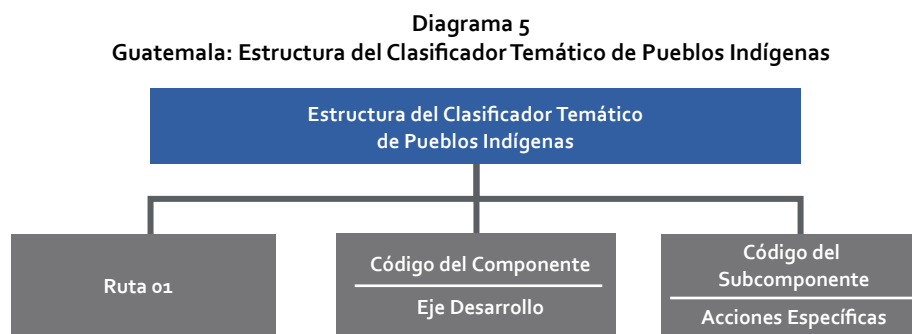 Diagrama 5
Guatemala: Estructura del Clasificador Temático de Pueblos Indígenas
Estructura del Clasificador Temático
de Pueblos Indígenas
Ruta 01
Código del Componente
Eje Desarrollo
Código del
Subcomponente
Acciones Específicas